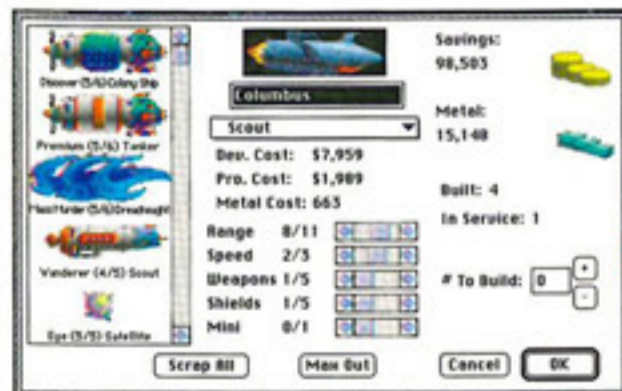 Discover (5/6) Colony Ship
Premium (5/6) Tanker
Mass Murder (5/6) Dreadnought
Wanderer (4/5) Scout
Eye (5/5) Satellite
Columbus
Scout
Dev. Cost: $7,959
Pro. Cost: $1,989
Metal Cost: 663
Range 8/11
Speed 2/3
Weapons 1/5
Shields 1/5
Mini 0/1
Savings:
98,503
Metal:
15,148
Built: 4
In Service: 1
# To Build: 0
+
-
Scrap All
Max Out
Cancel
OK